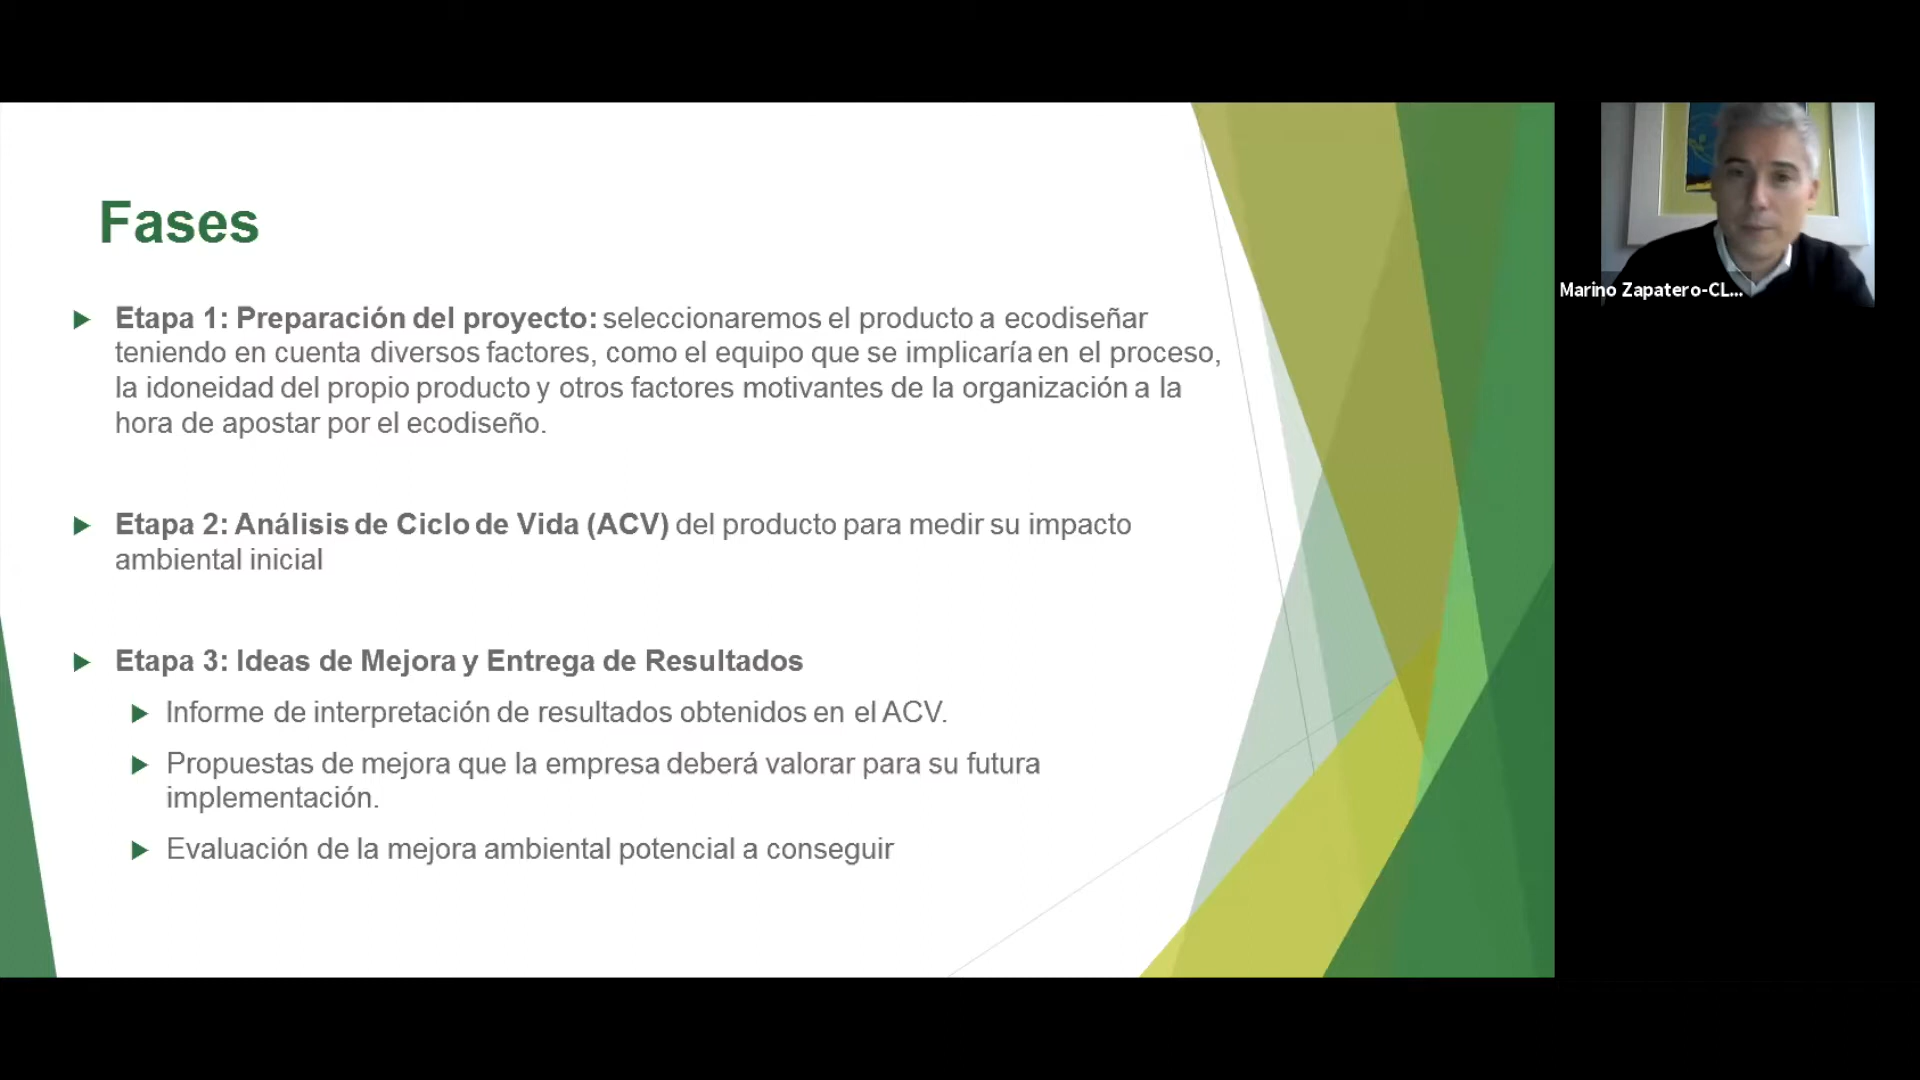 Fases
Etapa 1: Preparación del proyecto: seleccionaremos el producto a ecodiseñar
teniendo en cuenta diversos factores, como el equipo que se implicaría en el proceso,
la idoneidad del propio producto y otros factores motivantes de la organización a la
hora de apostar por el ecodiseño.
Etapa 2: Análisis de Ciclo de Vida (ACV) del producto para medir su impacto
ambiental inicial
Etapa 3: Ideas de Mejora y Entrega de Resultados
Informe de interpretación de resultados obtenidos en el ACV.
Propuestas de mejora que la empresa deberá valorar para su futura
implementación.
Evaluación de la mejora ambiental potencial a conseguir
Marino Zapatero-CL...